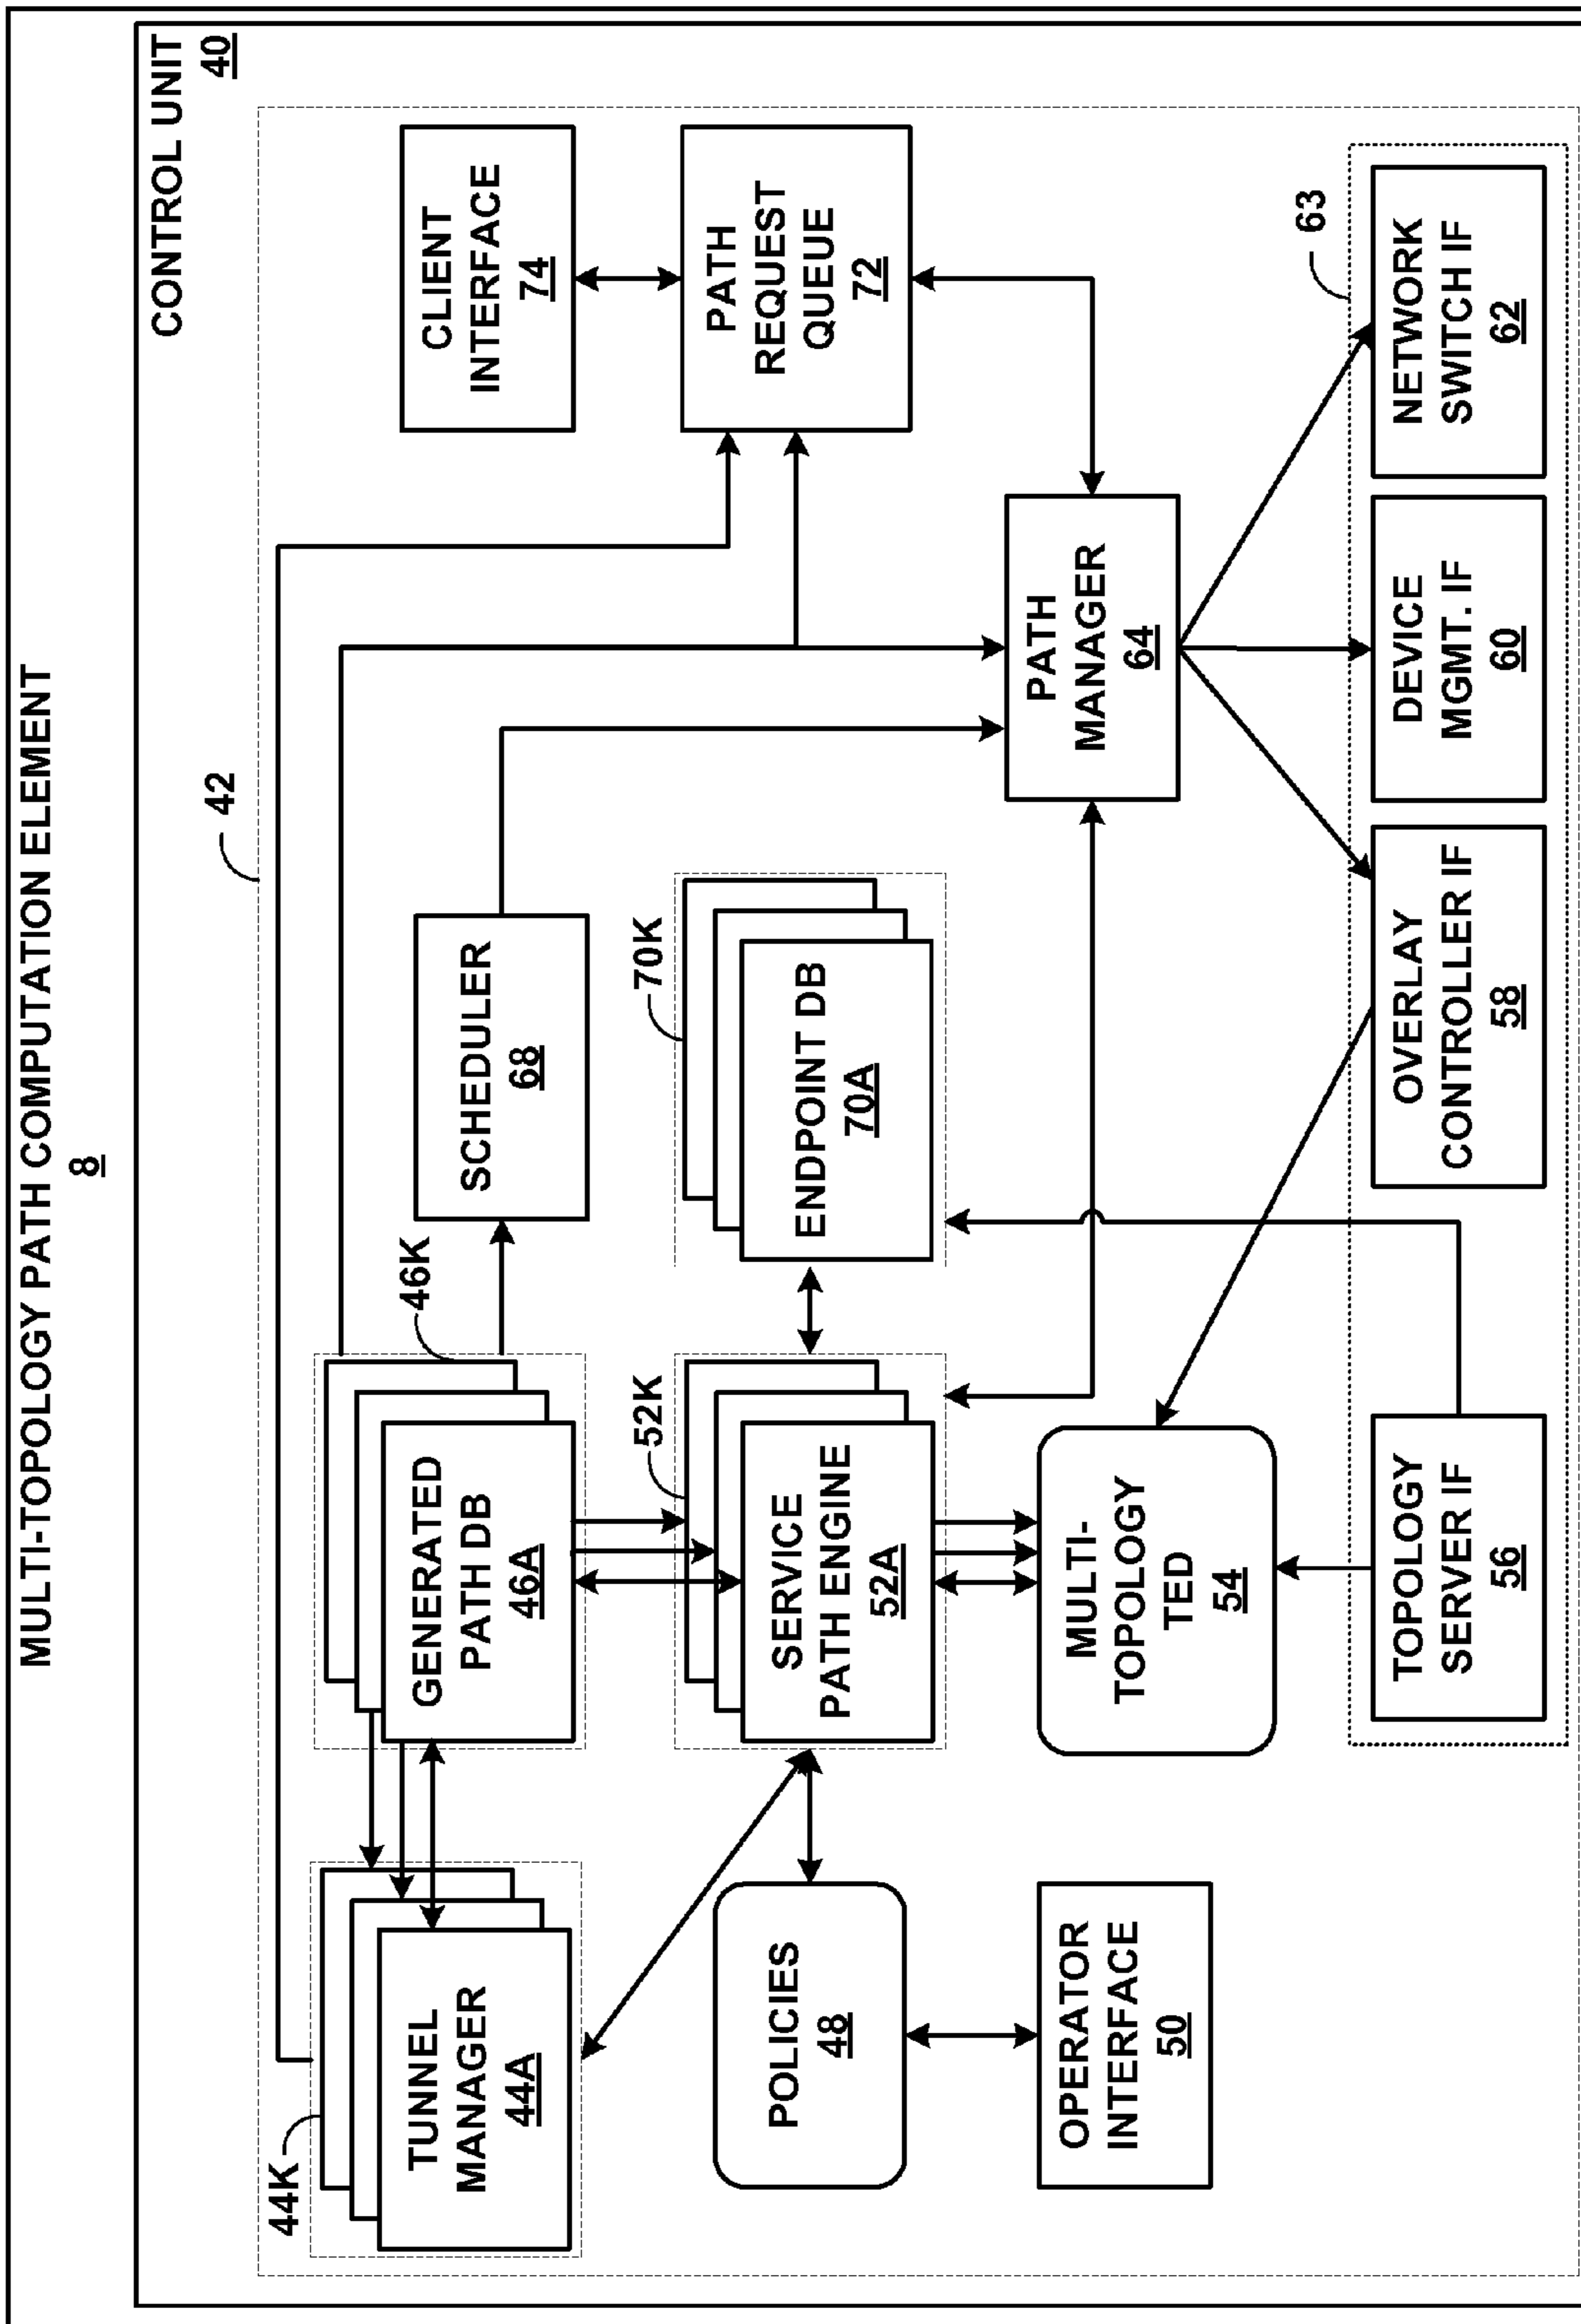 MULTI-TOPOLOGY PATH COMPUTATION ELEMENT
8
CONTROL UNIT
40
42
44K
TUNNEL
MANAGER
44A
GENERATED
PATH DB
46A
46K
SCHEDULER
68
CLIENT
INTERFACE
74
POLICIES
48
SERVICE
PATH ENGINE
52A
52K
ENDPOINT DB
70A
70K
PATH
REQUEST
QUEUE
72
OPERATOR
INTERFACE
50
MULTI-
TOPOLOGY
TED
54
PATH
MANAGER
64
63
TOPOLOGY
SERVER IF
56
OVERLAY
CONTROLLER IF
58
DEVICE
MGMT. IF
60
NETWORK
SWITCH IF
62